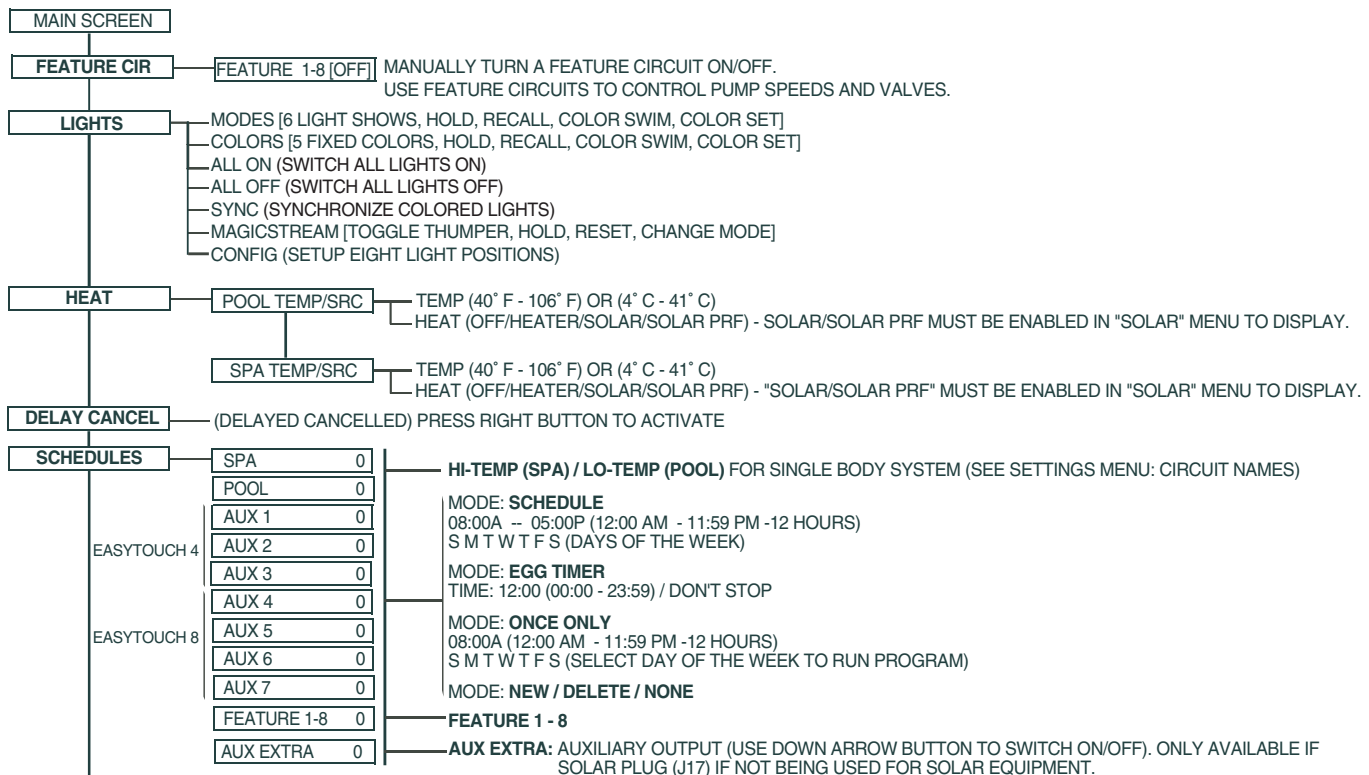 MAIN SCREEN
FEATURE CIR
FEATURE 1-8 [OFF]
MANUALLY TURN A FEATURE CIRCUIT ON/OFF.
USE FEATURE CIRCUITS TO CONTROL PUMP SPEEDS AND VALVES.
LIGHTS
MODES [6 LIGHT SHOWS, HOLD, RECALL, COLOR SWIM, COLOR SET]
COLORS [5 FIXED COLORS, HOLD, RECALL, COLOR SWIM, COLOR SET]
ALL ON (SWITCH ALL LIGHTS ON)
ALL OFF (SWITCH ALL LIGHTS OFF)
SYNC (SYNCHRONIZE COLORED LIGHTS)
MAGICSTREAM [TOGGLE THUMPER, HOLD, RESET, CHANGE MODE]
CONFIG (SETUP EIGHT LIGHT POSITIONS)
HEAT
POOL TEMP/SRC
TEMP (40˚ F - 106˚ F) OR (4˚ C - 41˚ C)
HEAT (OFF/HEATER/SOLAR/SOLAR PRF) - SOLAR/SOLAR PRF MUST BE ENABLED IN "SOLAR" MENU TO DISPLAY.
SPA TEMP/SRC
TEMP (40˚ F - 106˚ F) OR (4˚ C - 41˚ C)
HEAT (OFF/HEATER/SOLAR/SOLAR PRF) - "SOLAR/SOLAR PRF" MUST BE ENABLED IN "SOLAR" MENU TO DISPLAY.
DELAY CANCEL
(DELAYED CANCELLED) PRESS RIGHT BUTTON TO ACTIVATE
SCHEDULES
SPA 0
POOL 0
AUX 1 0
AUX 2 0
AUX 3 0
AUX 4 0
AUX 5 0
AUX 6 0
AUX 7 0
FEATURE 1-8 0
AUX EXTRA 0
EASYTOUCH 4
EASYTOUCH 8
HI-TEMP (SPA) / LO-TEMP (POOL) FOR SINGLE BODY SYSTEM (SEE SETTINGS MENU: CIRCUIT NAMES)
MODE: SCHEDULE
08:00A -- 05:00P (12:00 AM - 11:59 PM -12 HOURS)
S M T W T F S (DAYS OF THE WEEK)
MODE: EGG TIMER
TIME: 12:00 (00:00 - 23:59) / DON'T STOP
MODE: ONCE ONLY
08:00A (12:00 AM - 11:59 PM -12 HOURS)
S M T W T F S (SELECT DAY OF THE WEEK TO RUN PROGRAM)
MODE: NEW / DELETE / NONE
FEATURE 1 - 8
AUX EXTRA: AUXILIARY OUTPUT (USE DOWN ARROW BUTTON TO SWITCH ON/OFF). ONLY AVAILABLE IF
SOLAR PLUG (J17) IF NOT BEING USED FOR SOLAR EQUIPMENT.